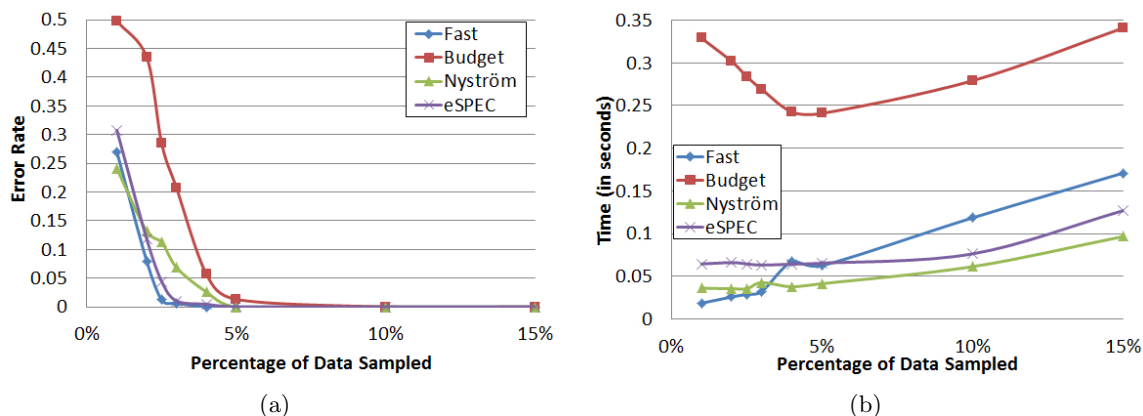 0.5
0.45
0.4
0.35
0.3
0.25
0.2
0.15
0.1
0.05
0
Error Rate
Fast
Budget
Nyström
eSPEC
0% 5% 10% 15%
Percentage of Data Sampled
(a)
0.35
0.3
0.25
0.2
0.15
0.1
0.05
0
Time (in seconds)
Fast
Budget
Nyström
eSPEC
0% 5% 10% 15%
Percentage of Data Sampled
(b)